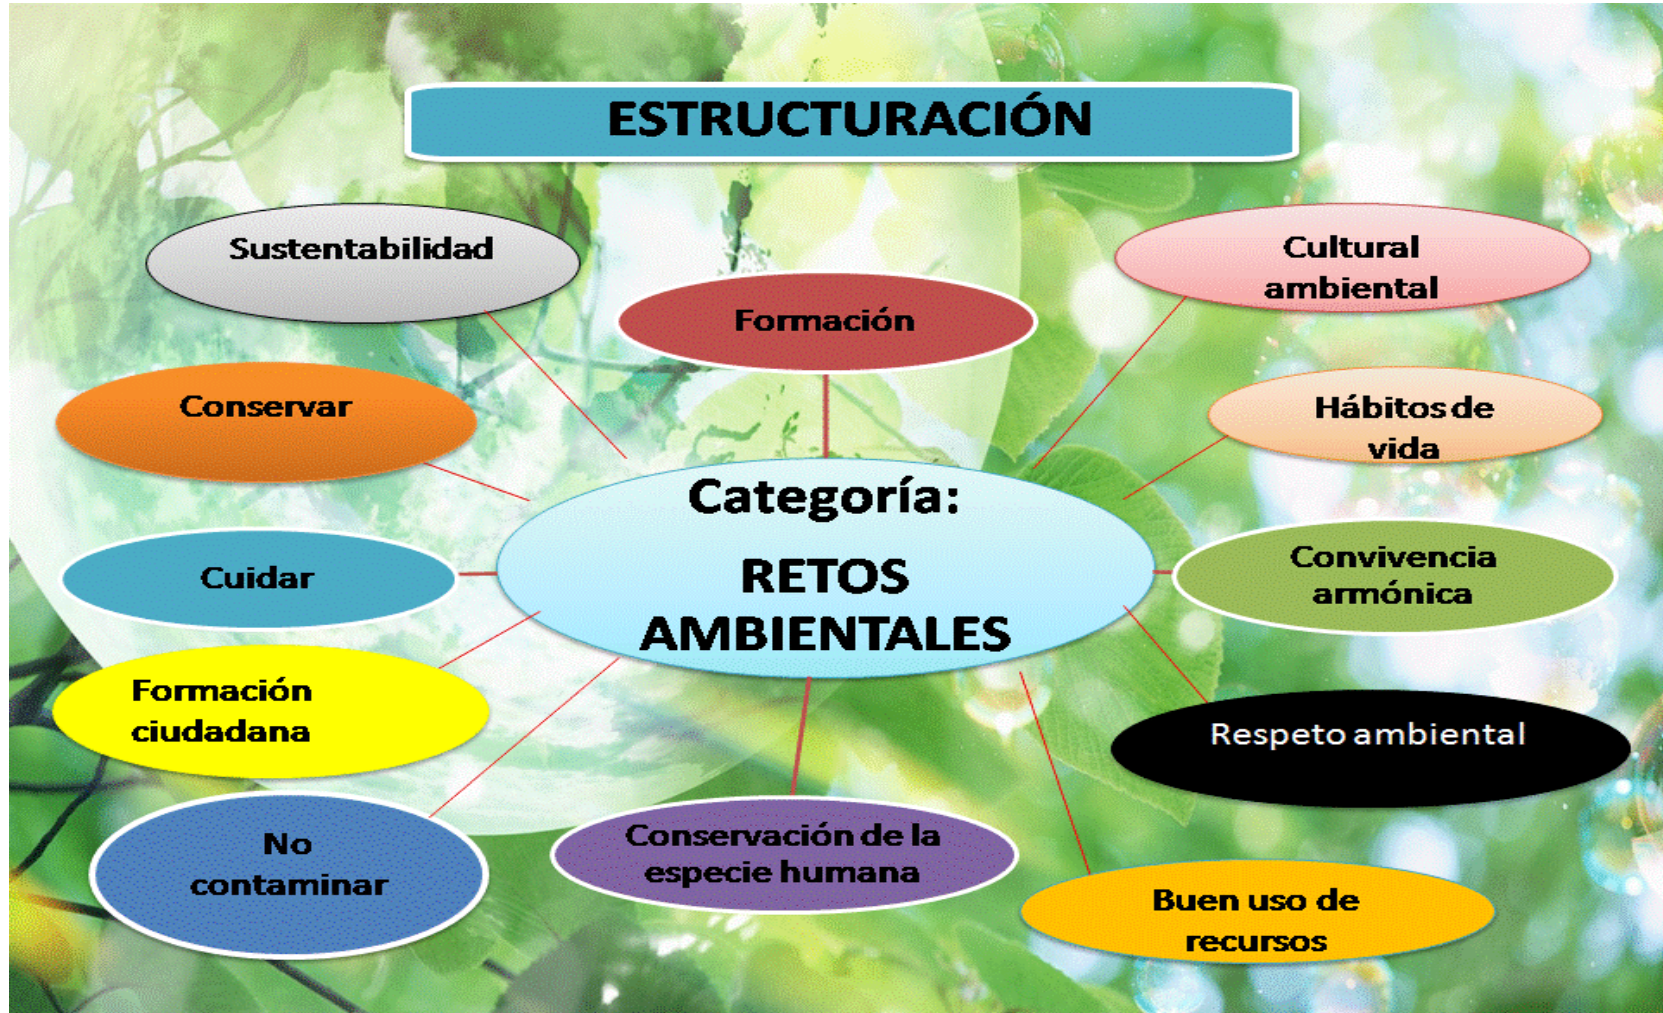 ESTRUCTURACIÓN
Sustentabilidad
Formación
Cultural
ambiental
Conservar
Hábitos de
vida
Categoría:
RETOS
AMBIENTALES
Cuidar
Convivencia
armónica
Formación
ciudadana
Respeto ambiental
No
contaminar
Conservación de la
especie humana
Buen uso de
recursos